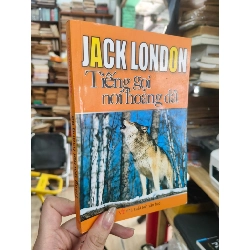 JACK LONDON
Tiếng gọi
nơi hoang dã